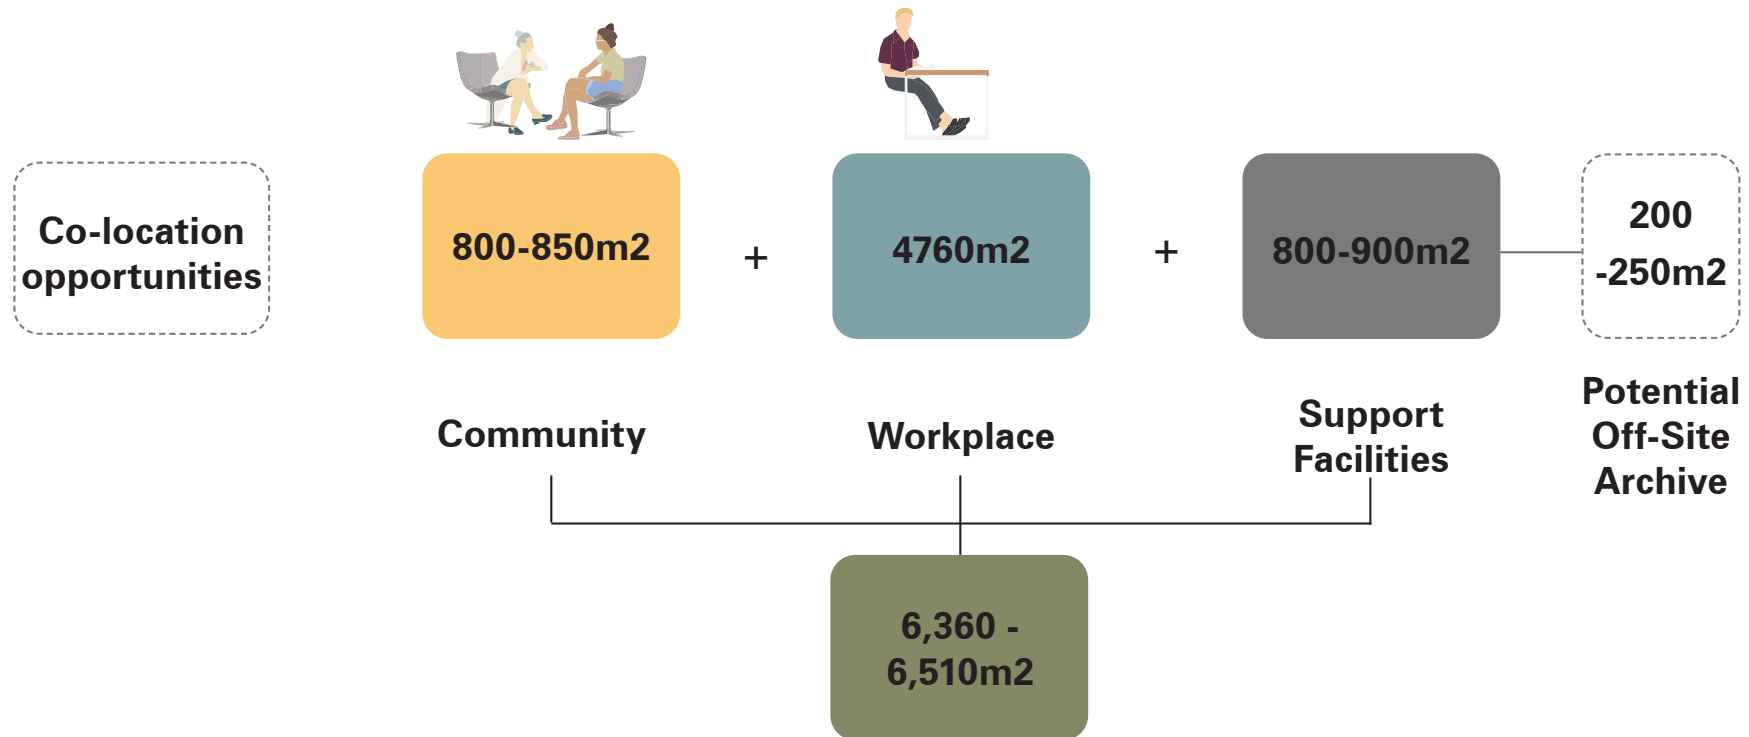 Co-location
opportunities
800-850m2
+
4760m2
+
800-900m2
200
-250m2
Community
Workplace
Support
Facilities
Potential
Off-Site
Archive
6,360 -
6,510m2